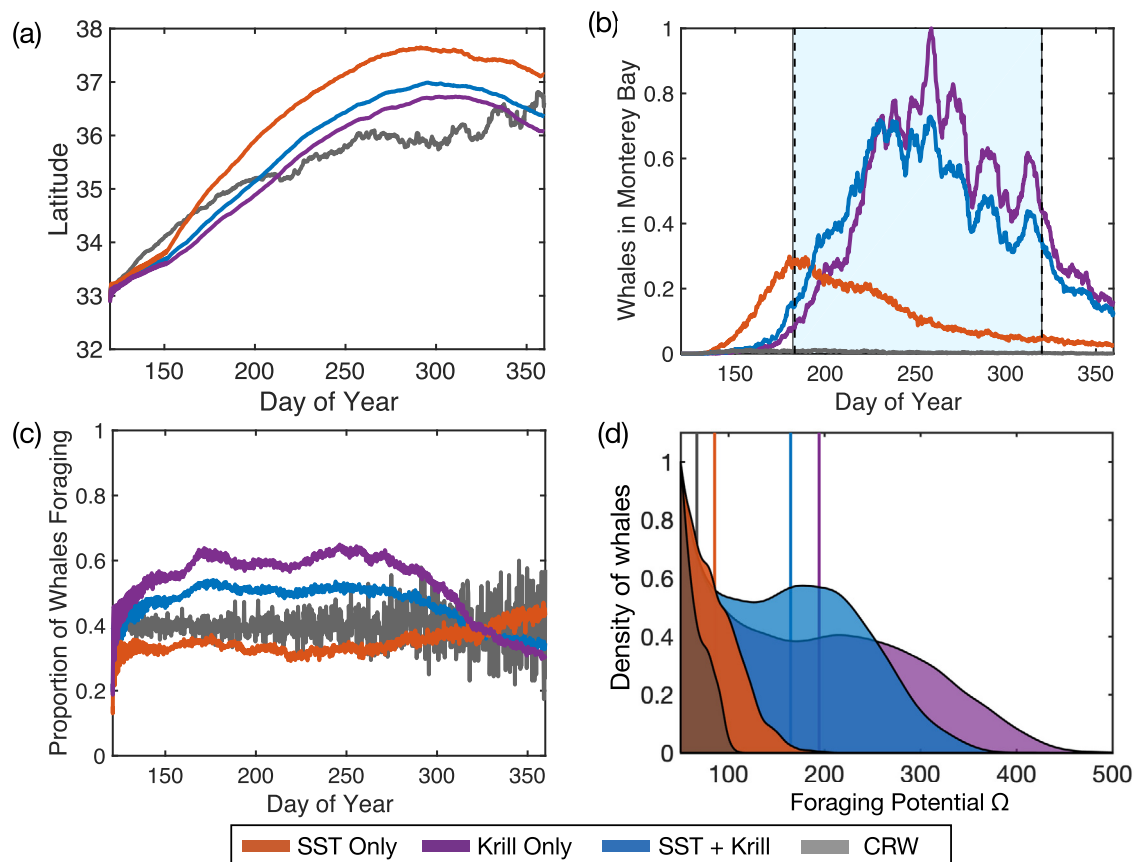 (a)
38
37
36
35
34
33
32
Latitude
150 200 250 300 350
Day of Year
(b)
1
0.8
0.6
0.4
0.2
0
Whales in Monterey Bay
150 200 250 300 350
Day of Year
(c)
1
0.8
0.6
0.4
0.2
0
Proportion of Whales Foraging
150 200 250 300 350
Day of Year
(d)
1
0.8
0.6
0.4
0.2
0
Density of whales
100 200 300 400 500
Foraging Potential Ω
SST Only Krill Only SST + Krill CRW